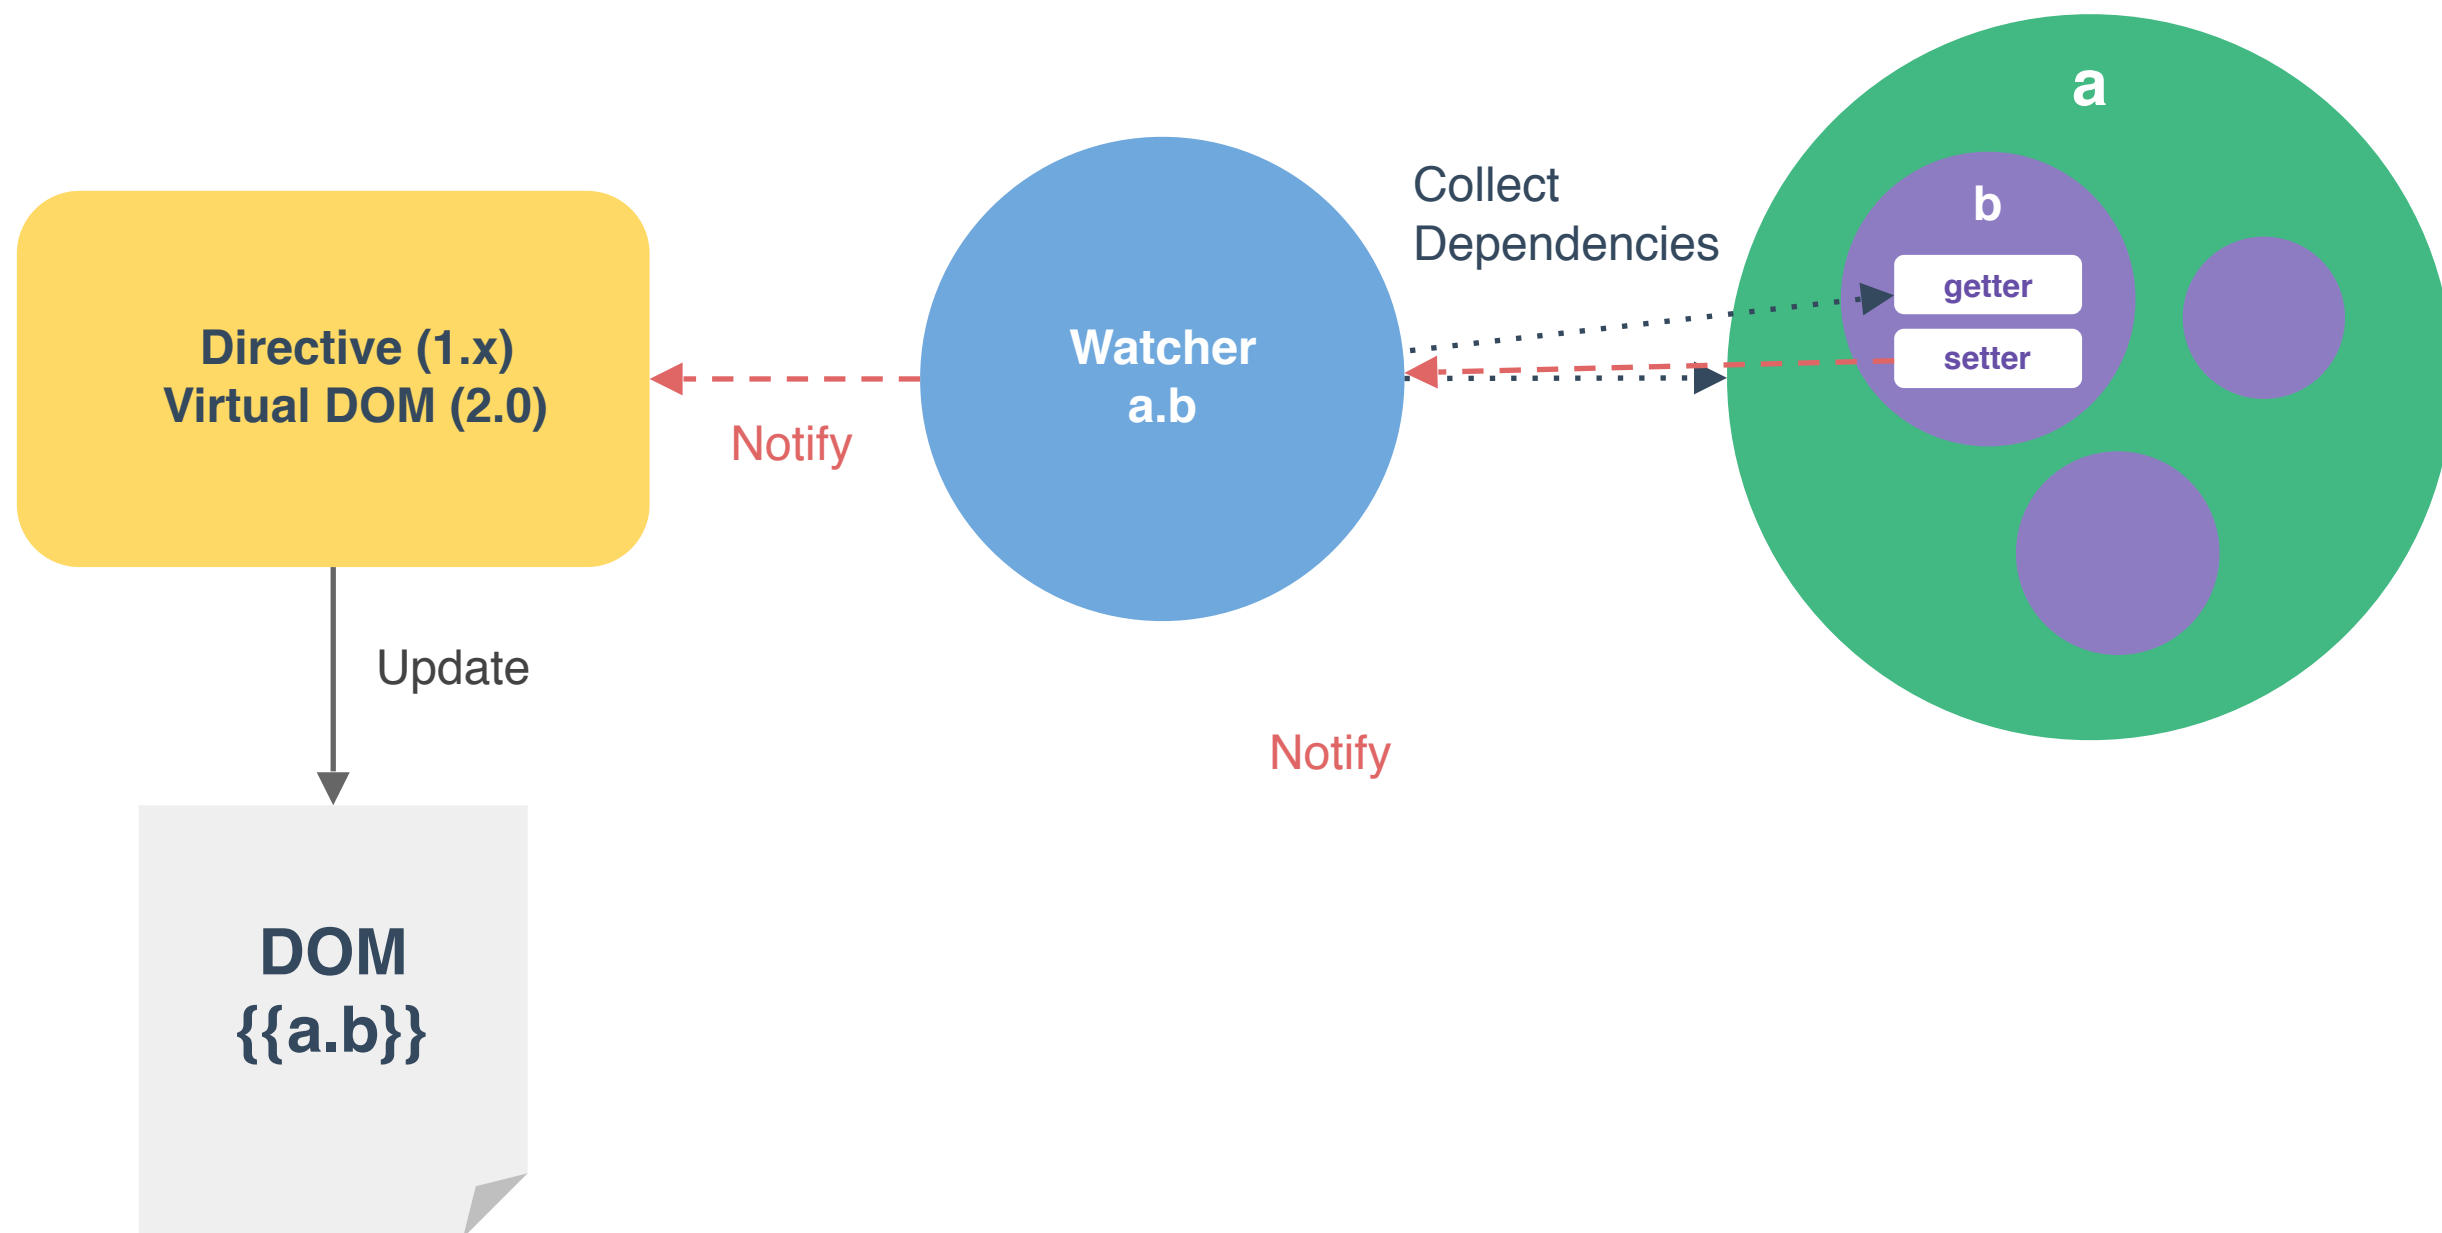 Directive (1.x)
Virtual DOM (2.0)
Notify
Update
DOM
{{a.b}}
Watcher
a.b
Collect
Dependencies
Notify
a
b
getter
setter